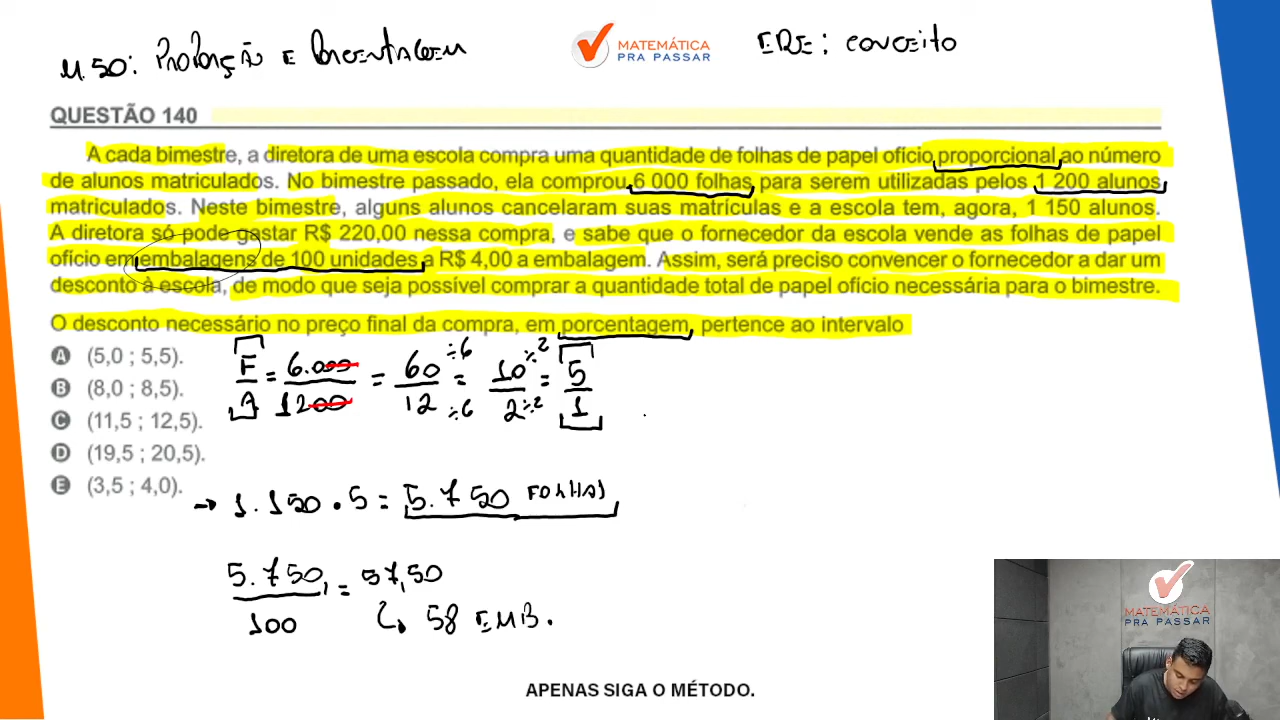 M.50: PROPORÇÃO E PORCENTAGEM
MATEMÁTICA
PRA PASSAR
ERE: CONCEITO
QUESTÃO 140
A cada bimestre, a diretora de uma escola compra uma quantidade de folhas de papel ofício proporcional ao número
de alunos matriculados. No bimestre passado, ela comprou 6 000 folhas para serem utilizadas pelos 1 200 alunos
matriculados. Neste bimestre, alguns alunos cancelaram suas matrículas e a escola tem, agora, 1 150 alunos.
A diretora só pode gastar R$ 220,00 nessa compra, e sabe que o fornecedor da escola vende as folhas de papel
ofício em embalagens de 100 unidades a R$ 4,00 a embalagem. Assim, será preciso convencer o fornecedor a dar um
desconto à escola, de modo que seja possível comprar a quantidade total de papel ofício necessária para o bimestre.
O desconto necessário no preço final da compra, em porcentagem, pertence ao intervalo
A (5,0 ; 5,5).
B (8,0 ; 8,5).
C (11,5 ; 12,5).
D (19,5 ; 20,5).
E (3,5 ; 4,0).
F/A = 6.000/1200 = 60/12 ÷6/÷6 = 10/2 ÷2/÷2 = 5/1
→ 1.150 . 5 = 5.750 FOLHAS
5.750,/100 = 57,50
↳ 58 EMB.
MATEMÁTICA
PRA PASSAR
APENAS SIGA O MÉTODO.